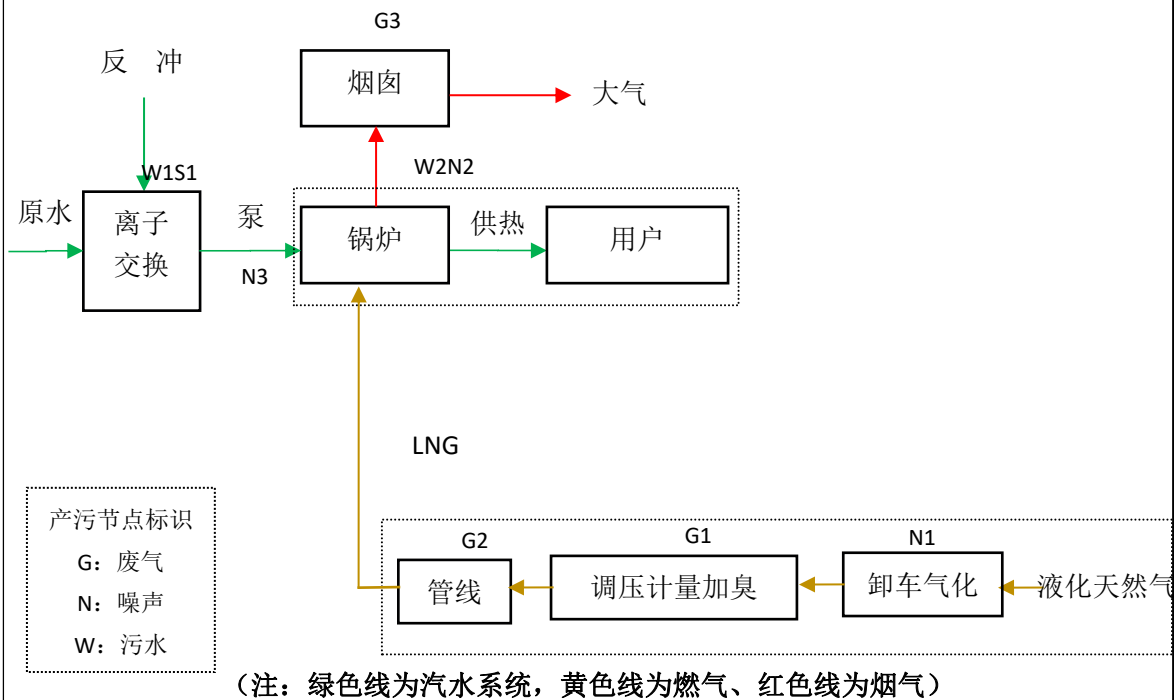 G3
反 冲
烟囱
大气
W1S1
W2N2
原水
离子
交换
泵
N3
锅炉
供热
用户
LNG
产污节点标识
G：废气
N：噪声
W：污水
G2
G1
N1
管线
调压计量加臭
卸车气化
液化天然气
（注：绿色线为汽水系统，黄色线为燃气、红色线为烟气）